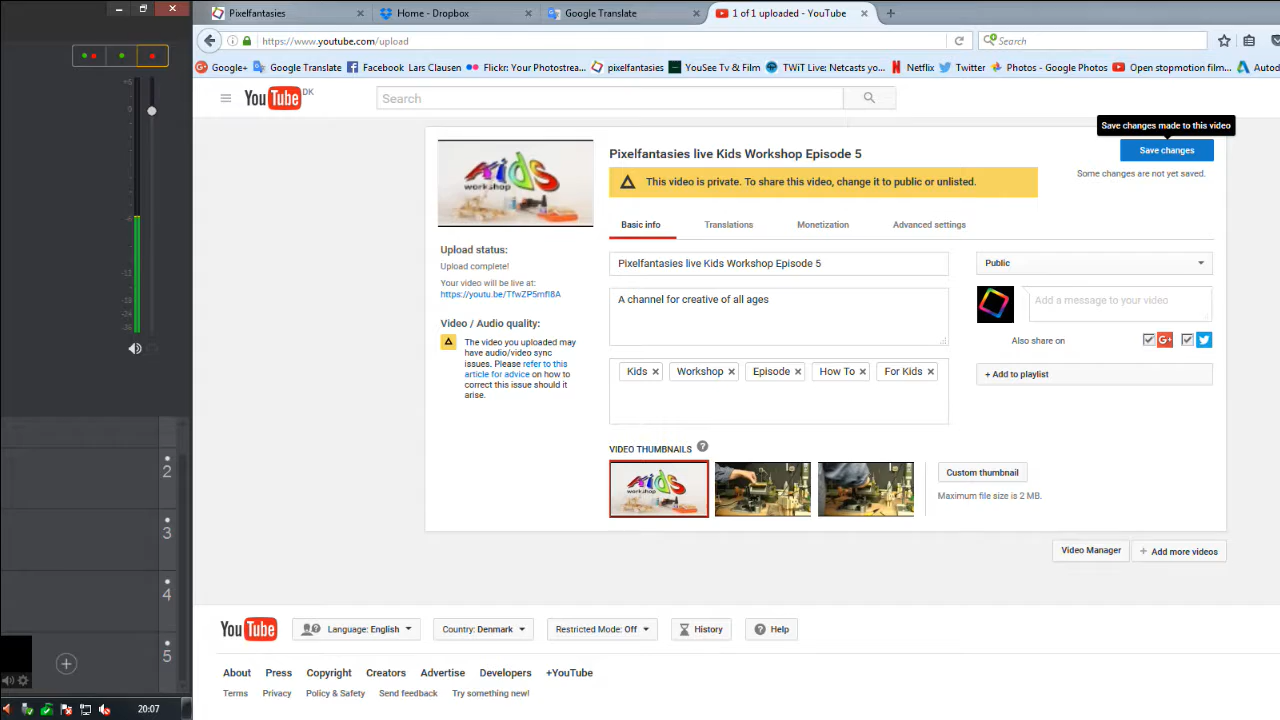 Pixelfantasies
Home - Dropbox
Google Translate
1 of 1 uploaded - YouTube
https://www.youtube.com/upload
Search
Google+
Google Translate
Facebook Lars Clausen
Flickr: Your Photostrea...
pixelfantasies
YouSee Tv & Film
TWiT Live Netcasts yo...
Netflix
Twitter
Photos - Google Photos
Open stopmotion film...
Autod
YouTube DK
Search
Save changes made to this video
Save changes
Some changes are not yet saved.
Kids
workshop
Pixelfantasies live Kids Workshop Episode 5
This video is private. To share this video, change it to public or unlisted.
Basic info
Translations
Monetization
Advanced settings
Upload status:
Upload complete!
Your video will be live at:
https://youtu.be/TfwZP5mfI8A
Video / Audio quality:
The video you uploaded may
have audio/video sync
issues. Please refer to this
article for advice on how to
correct this issue should it
arise.
Pixelfantasies live Kids Workshop Episode 5
A channel for creative of all ages
Kids
Workshop
Episode
How To
For Kids
Public
Add a message to your video
Also share on
+ Add to playlist
VIDEO THUMBNAILS
Kids
workshop
Custom thumbnail
Maximum file size is 2 MB.
Video Manager
+ Add more videos
YouTube
Language: English
Country: Denmark
Restricted Mode: Off
History
Help
About
Press
Copyright
Creators
Advertise
Developers
+YouTube
Terms
Privacy
Policy & Safety
Send feedback
Try something new!
2
3
4
5
20:07